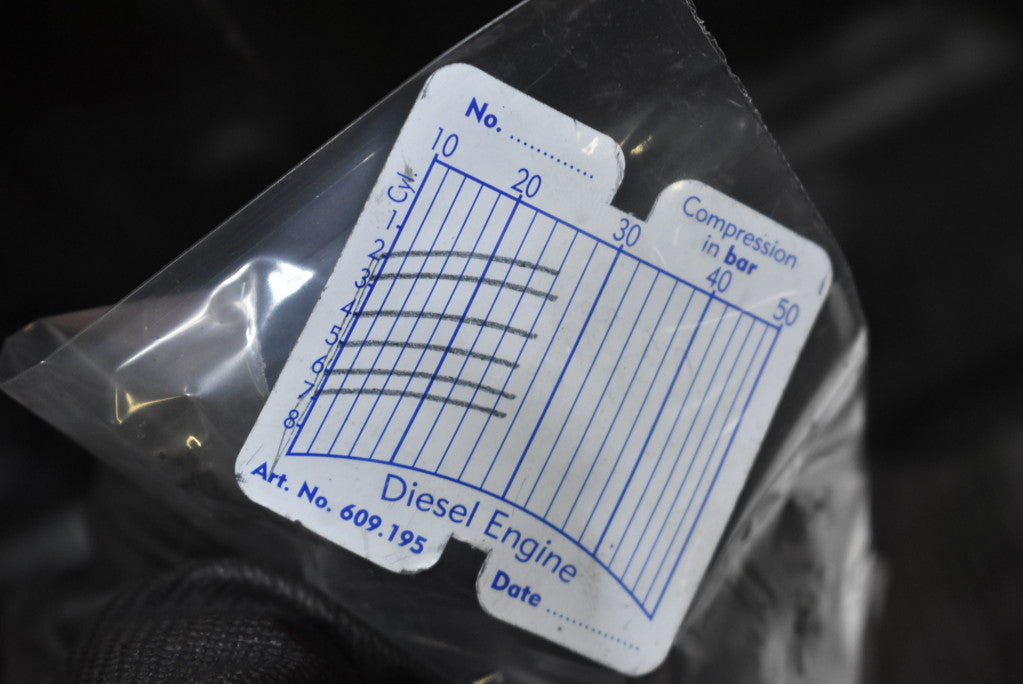 No. ..................
10 20 30 40 50
Compression
in bar
Cyl.
1
2
3
4
5
6
7
8
Diesel Engine
Art. No. 609.195
Date ..................